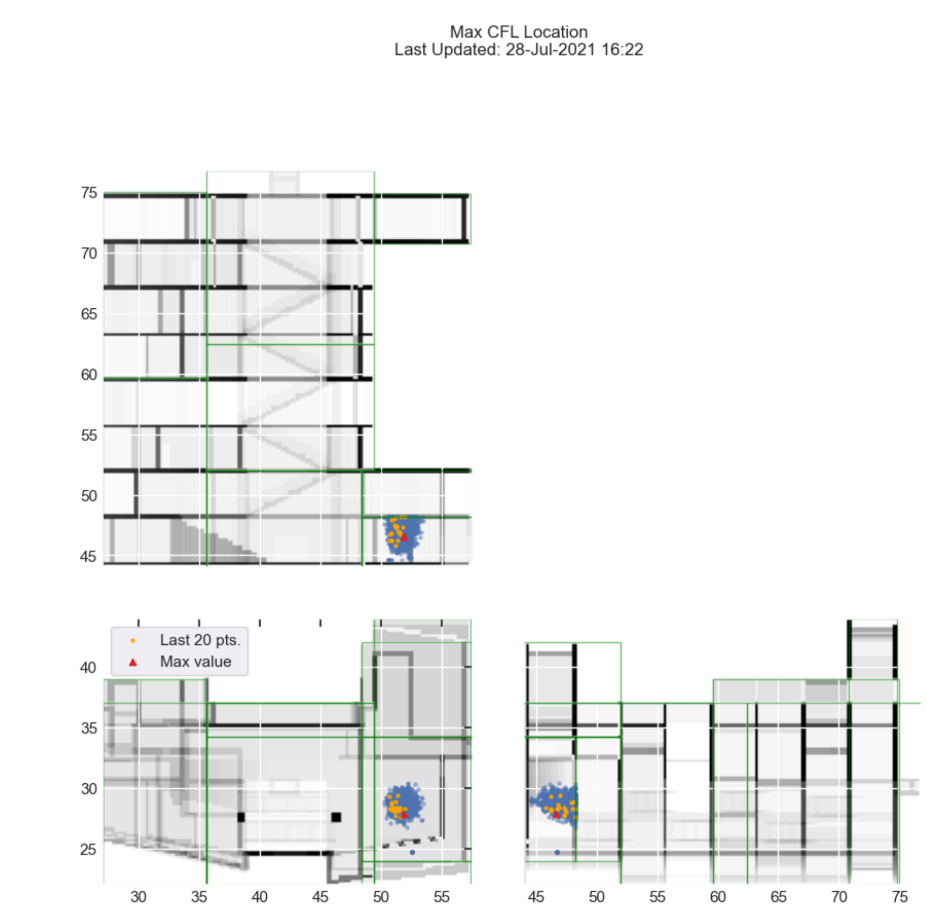 Max CFL Location
Last Updated: 28-Jul-2021 16:22
75
70
65
60
55
50
45
Last 20 pts.
Max value
40
35
30
25
30 35 40 45 50 55
45 50 55 60 65 70 75